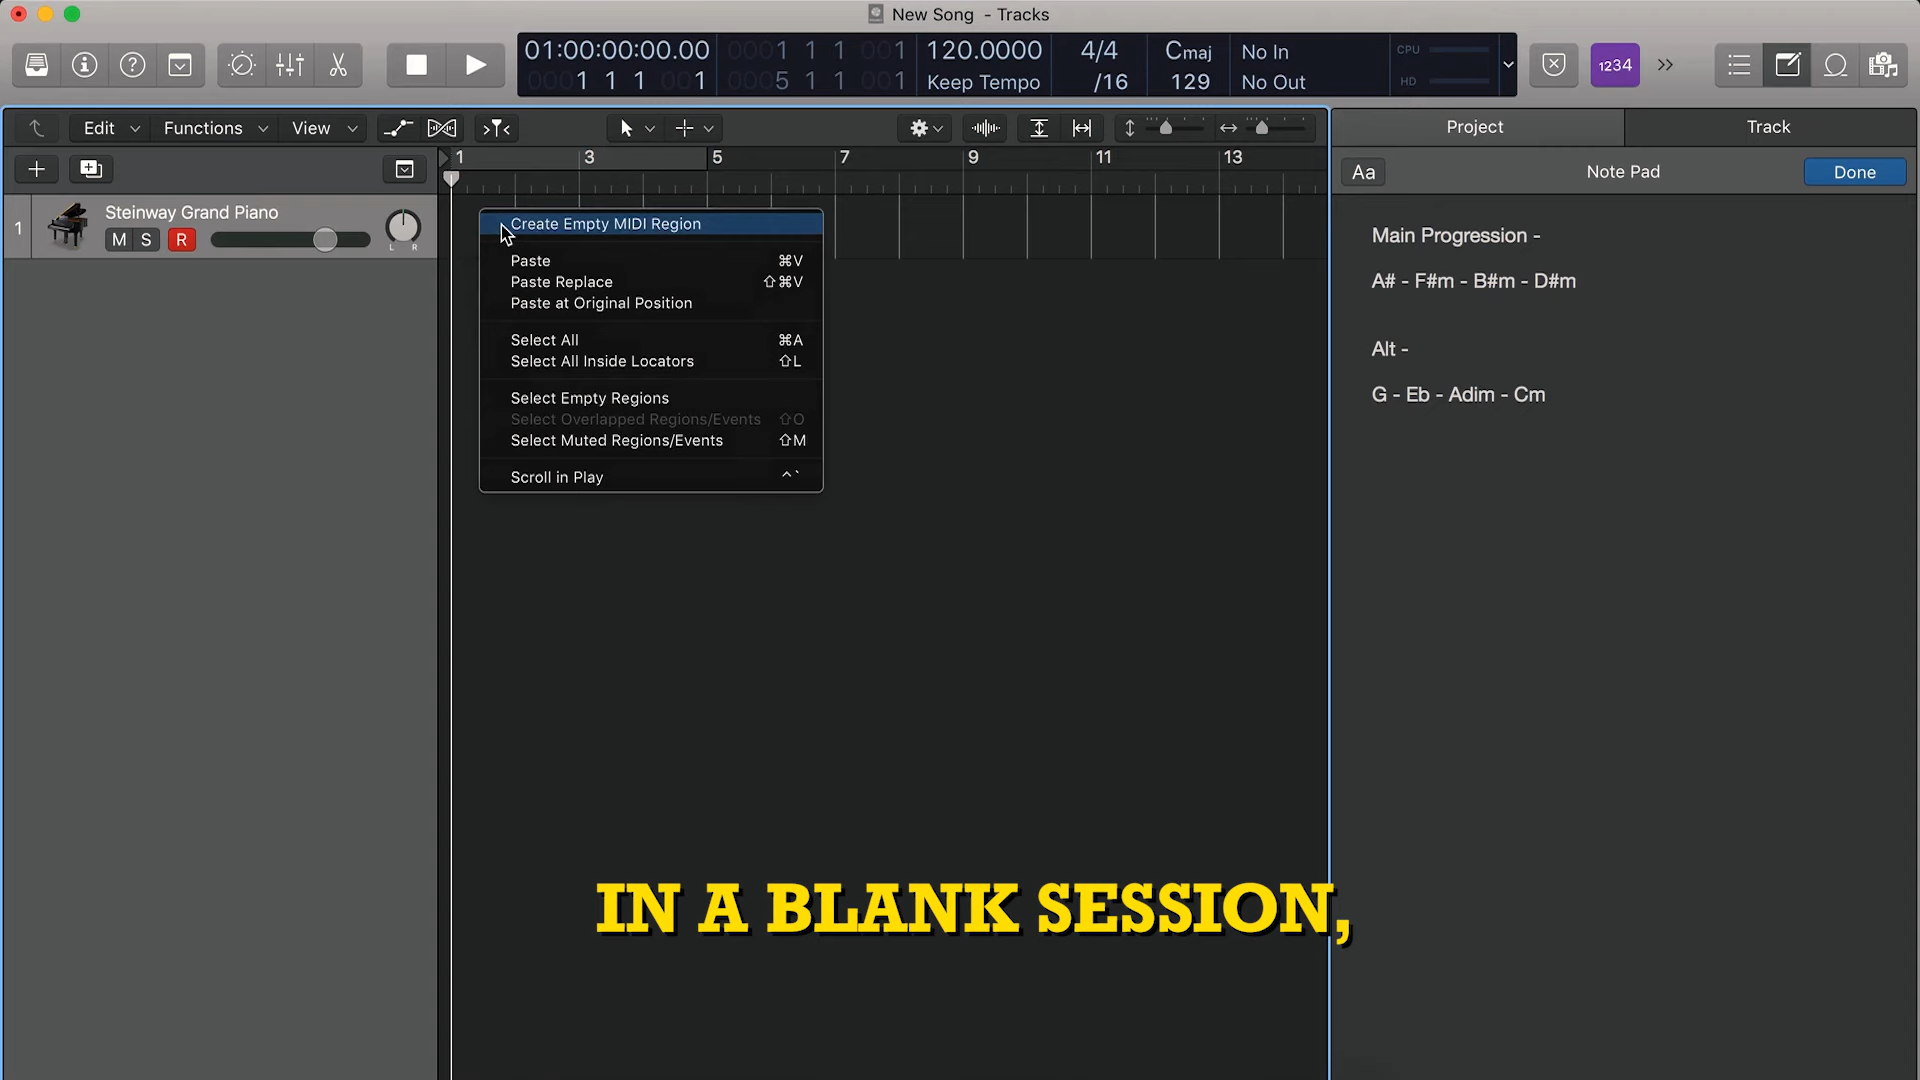 New Song - Tracks
01:00:00:00.00
0001 1 1 001
0001 1 1 001
0005 1 1 001
120.0000
Keep Tempo
4/4
/16
Cmaj
129
No In
No Out
CPU
HD
1234
Edit
Functions
View
1 3 5 7 9 11 13
Project
Track
Aa
Note Pad
Done
1
Steinway Grand Piano
M S R
L R
Create Empty MIDI Region
Paste ⌘V
Paste Replace ⇧⌘V
Paste at Original Position
Select All ⌘A
Select All Inside Locators ⇧L
Select Empty Regions
Select Overlapped Regions/Events ⇧O
Select Muted Regions/Events ⇧M
Scroll in Play ^`
Main Progression -
A# - F#m - B#m - D#m
Alt -
G - Eb - Adim - Cm
IN A BLANK SESSION,